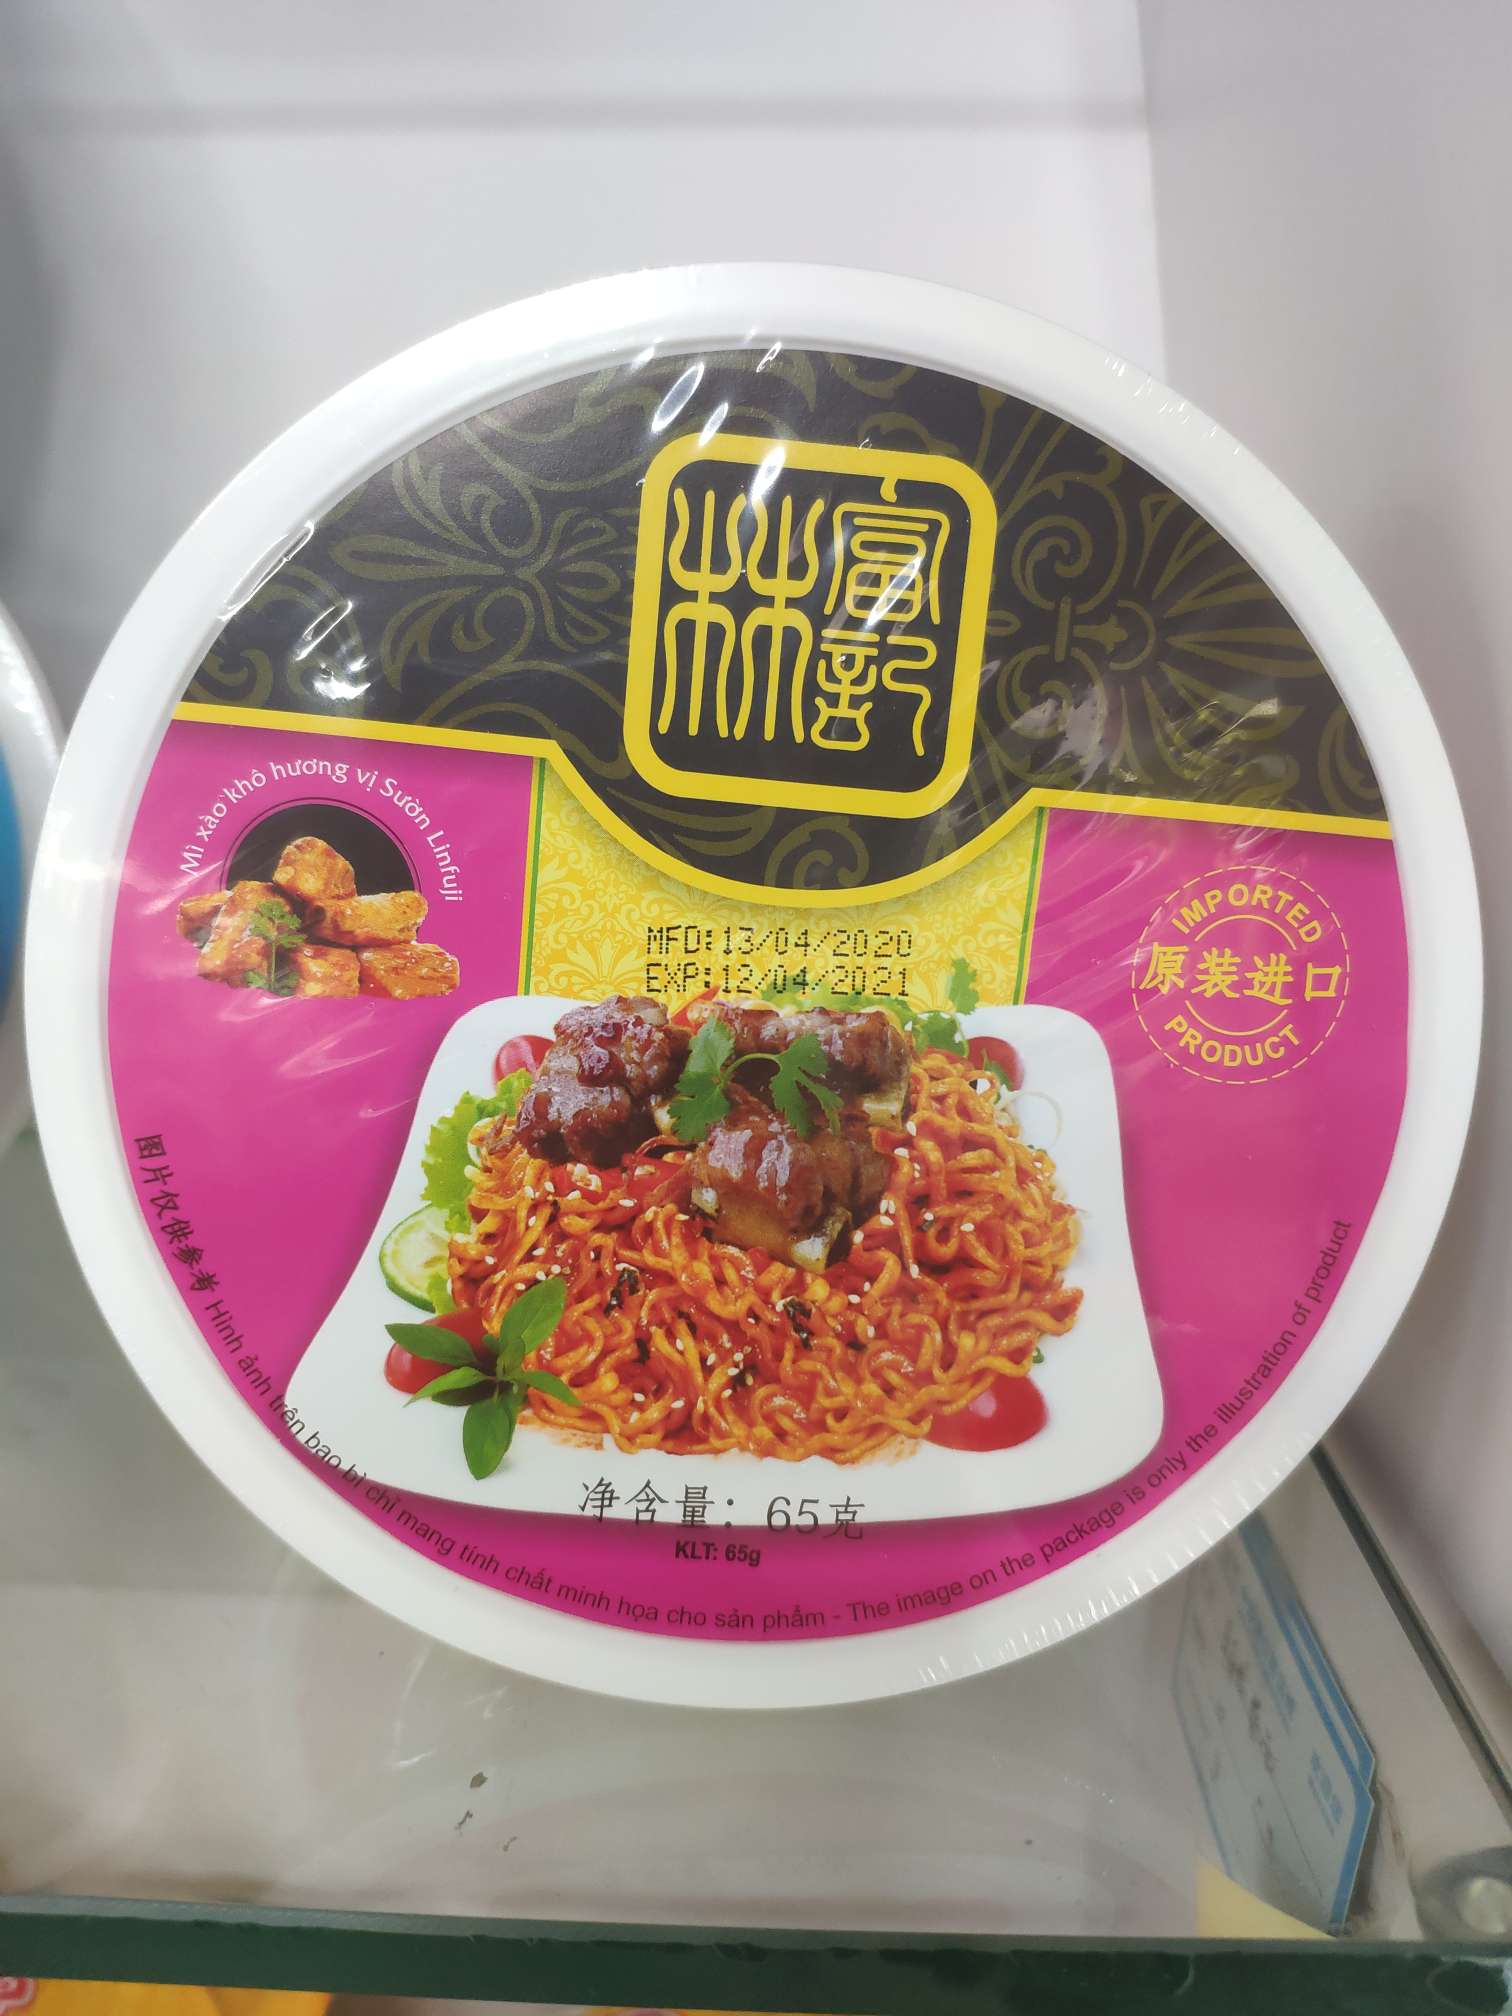 林富記
Mì xào khô hương vị Sườn Linfuji
MFD:13/04/2020
EXP:12/04/2021
IMPORTED
原装进口
PRODUCT
净含量：65克
KLT: 65g
图片仅供参考 Hình ảnh trên bao bì chỉ mang tính chất minh họa cho sản phẩm - The image on the package is only the illustration of product